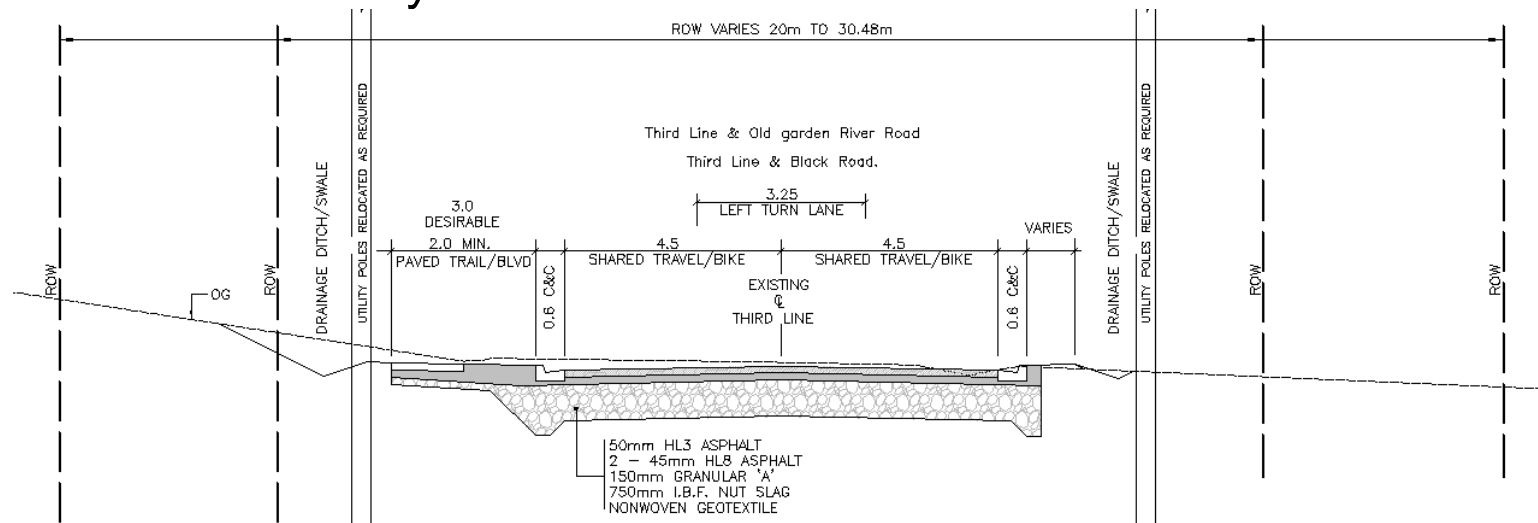 ROW VARIES 20m TO 30.48m
Third Line & Old garden River Road
Third Line & Black Road.
3.25
LEFT TURN LANE
3.0
DESIRABLE
2.0 MIN.
PAVED TRAIL/BLVD
4.5
SHARED TRAVEL/BIKE
4.5
SHARED TRAVEL/BIKE
VARIES
EXISTING
℄
THIRD LINE
0.6 C&C
0.6 C&C
ROW
OG
ROW
DRAINAGE DITCH/SWALE
UTILITY POLES RELOCATED AS REQUIRED
DRAINAGE DITCH/SWALE
UTILITY POLES RELOCATED AS REQUIRED
ROW
ROW
50mm HL3 ASPHALT
2 - 45mm HL8 ASPHALT
150mm GRANULAR 'A'
750mm I.B.F. NUT SLAG
NONWOVEN GEOTEXTILE